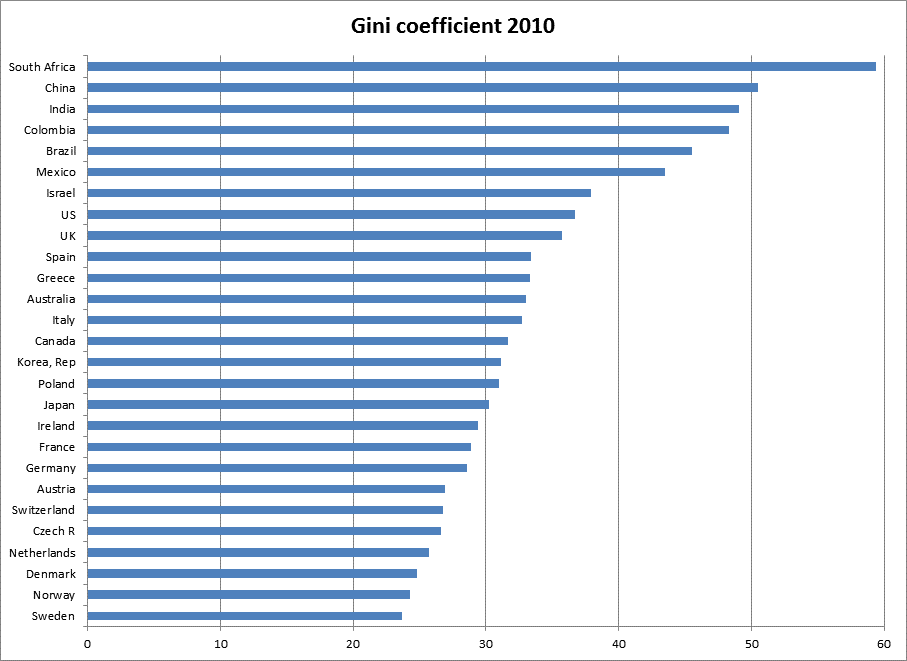 Gini coefficient 2010
South Africa
China
India
Colombia
Brazil
Mexico
Israel
US
UK
Spain
Greece
Australia
Italy
Canada
Korea, Rep
Poland
Japan
Ireland
France
Germany
Austria
Switzerland
Czech R
Netherlands
Denmark
Norway
Sweden
0 10 20 30 40 50 60